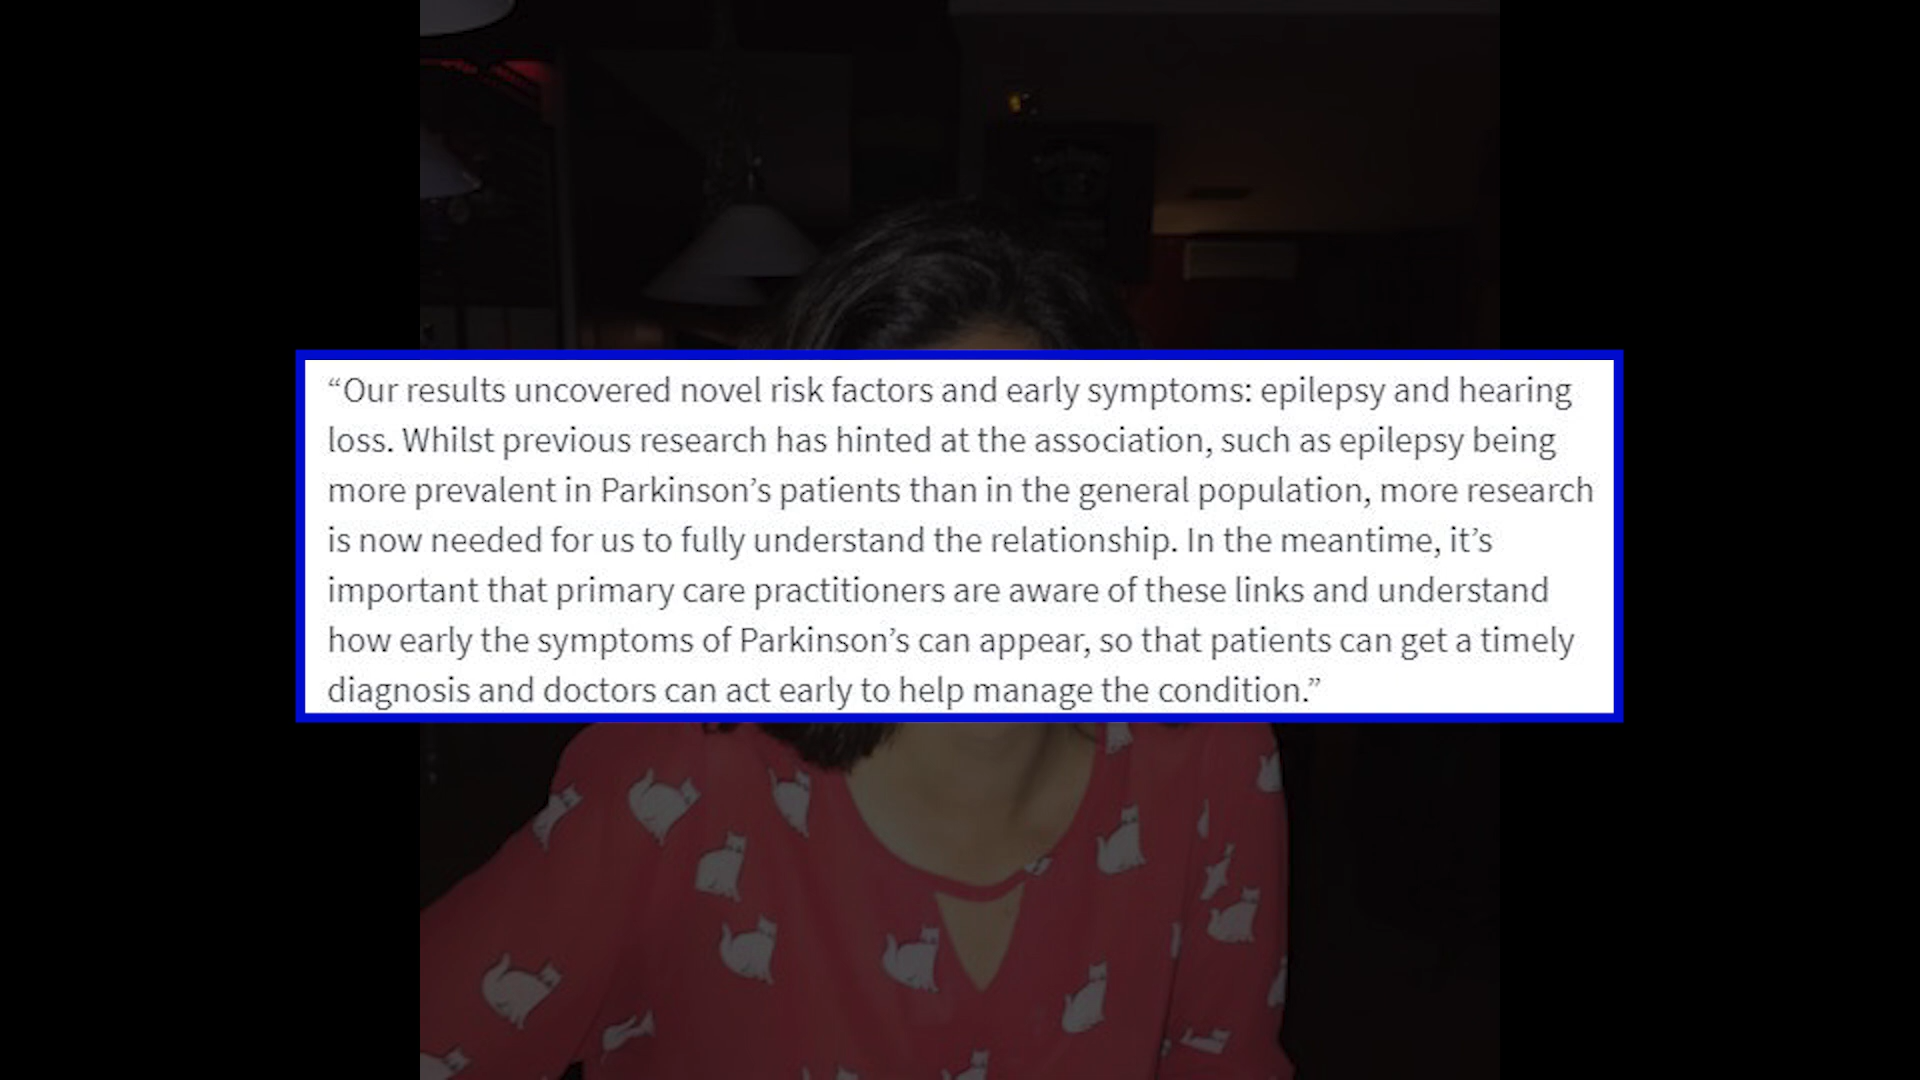 “Our results uncovered novel risk factors and early symptoms: epilepsy and hearing
loss. Whilst previous research has hinted at the association, such as epilepsy being
more prevalent in Parkinson’s patients than in the general population, more research
is now needed for us to fully understand the relationship. In the meantime, it’s
important that primary care practitioners are aware of these links and understand
how early the symptoms of Parkinson’s can appear, so that patients can get a timely
diagnosis and doctors can act early to help manage the condition.”